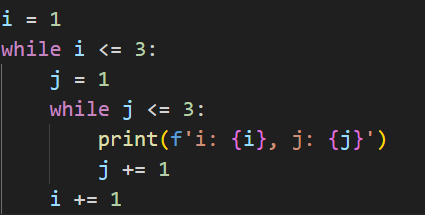 i = 1
while i <= 3:
    j = 1
    while j <= 3:
        print(f'i: {i}, j: {j}')
        j += 1
    i += 1